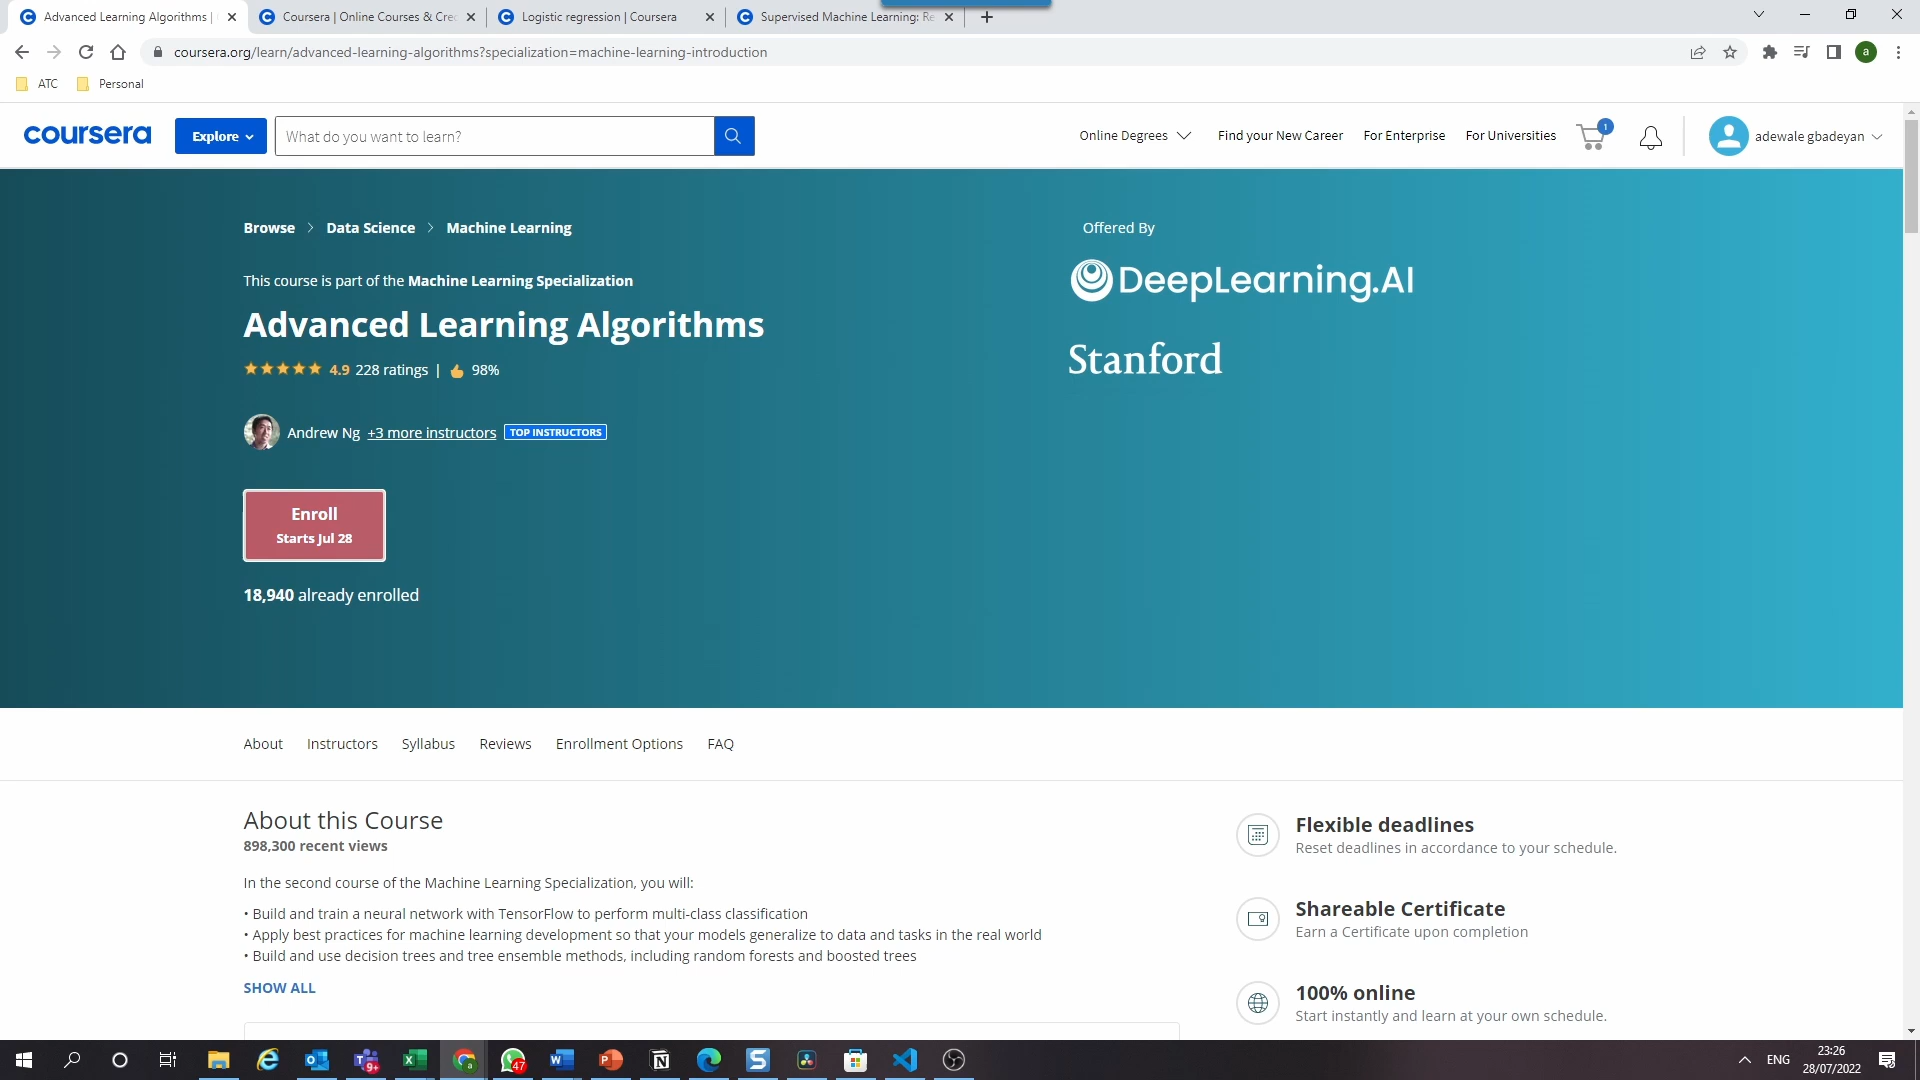 Advanced Learning Algorithms |
Coursera | Online Courses & Cre
Logistic regression | Coursera
Supervised Machine Learning: Re
coursera.org/learn/advanced-learning-algorithms?specialization=machine-learning-introduction
a
ATC
Personal
coursera
Explore
What do you want to learn?
Online Degrees
Find your New Career
For Enterprise
For Universities
1
adewale gbadeyan
Browse > Data Science > Machine Learning
Offered By
This course is part of the Machine Learning Specialization
DeepLearning.AI
Advanced Learning Algorithms
Stanford
4.9 228 ratings | 98%
Andrew Ng +3 more instructors TOP INSTRUCTORS
Enroll
Starts Jul 28
18,940 already enrolled
About
Instructors
Syllabus
Reviews
Enrollment Options
FAQ
About this Course
898,300 recent views
In the second course of the Machine Learning Specialization, you will:
• Build and train a neural network with TensorFlow to perform multi-class classification
• Apply best practices for machine learning development so that your models generalize to data and tasks in the real world
• Build and use decision trees and tree ensemble methods, including random forests and boosted trees
SHOW ALL
Flexible deadlines
Reset deadlines in accordance to your schedule.
Shareable Certificate
Earn a Certificate upon completion
100% online
Start instantly and learn at your own schedule.
9+
47
ENG
23:26
28/07/2022